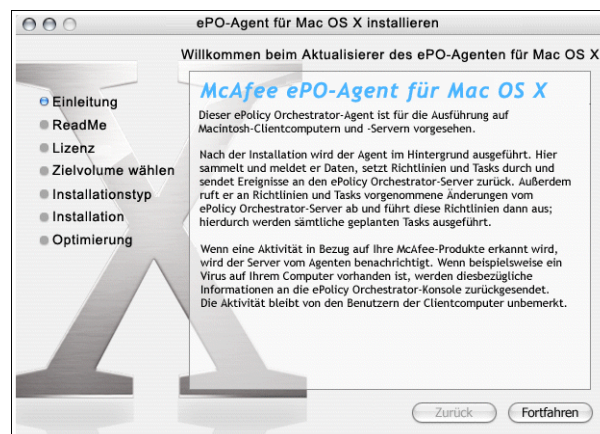 ePO-Agent für Mac OS X installieren
Willkommen beim Aktualisierer des ePO-Agenten für Mac OS X
Einleitung
ReadMe
Lizenz
Zielvolume wählen
Installationstyp
Installation
Optimierung
McAfee ePO-Agent für Mac OS X
Dieser ePolicy Orchestrator-Agent ist für die Ausführung auf
Macintosh-Clientcomputern und -Servern vorgesehen.
Nach der Installation wird der Agent im Hintergrund ausgeführt. Hier
sammelt und meldet er Daten, setzt Richtlinien und Tasks durch und
sendet Ereignisse an den ePolicy Orchestrator-Server zurück. Außerdem
ruft er an Richtlinien und Tasks vorgenommene Änderungen vom
ePolicy Orchestrator-Server ab und führt diese Richtlinien dann aus;
hierdurch werden sämtliche geplanten Tasks ausgeführt.
Wenn eine Aktivität in Bezug auf Ihre McAfee-Produkte erkannt wird,
wird der Server vom Agenten benachrichtigt. Wenn beispielsweise ein
Virus auf Ihrem Computer vorhanden ist, werden diesbezügliche
Informationen an die ePolicy Orchestrator-Konsole zurückgesendet.
Die Aktivität bleibt von den Benutzern der Clientcomputer unbemerkt.
Zurück
Fortfahren